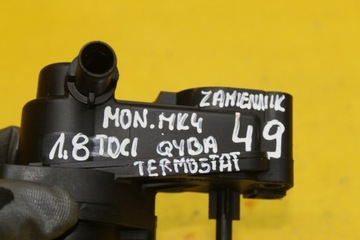 ZAMIENNIK
MON. MK4 49
1.8 TDCI QYBA
TERMOSTAT